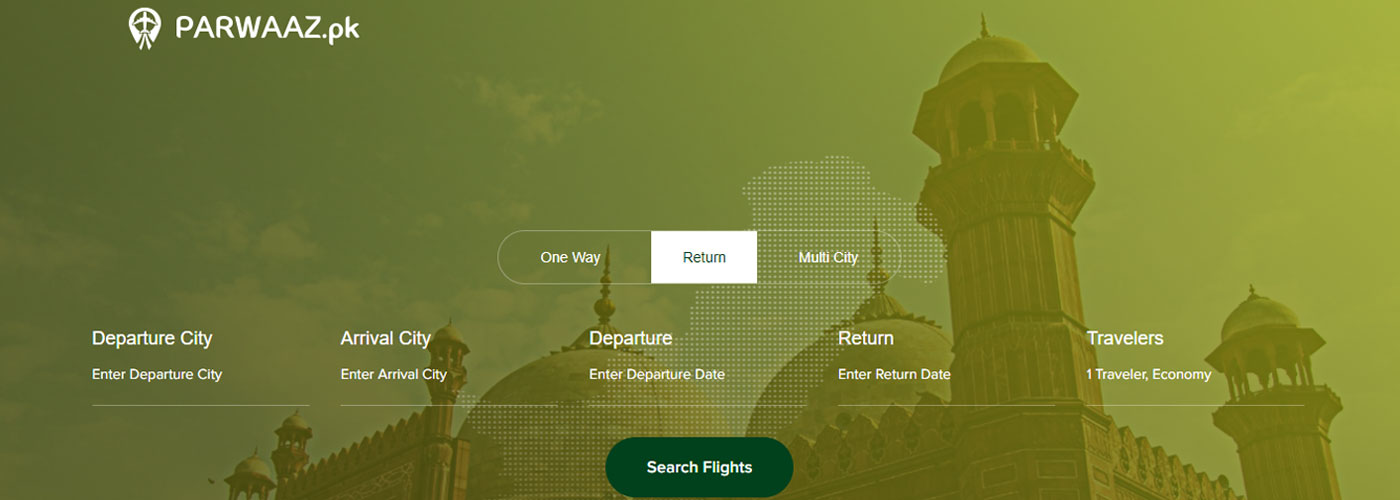 PARWAAZ.pk
One Way
Return
Multi City
Departure City
Arrival City
Departure
Return
Travelers
Enter Departure City
Enter Arrival City
Enter Departure Date
Enter Return Date
1 Traveler, Economy
Search Flights